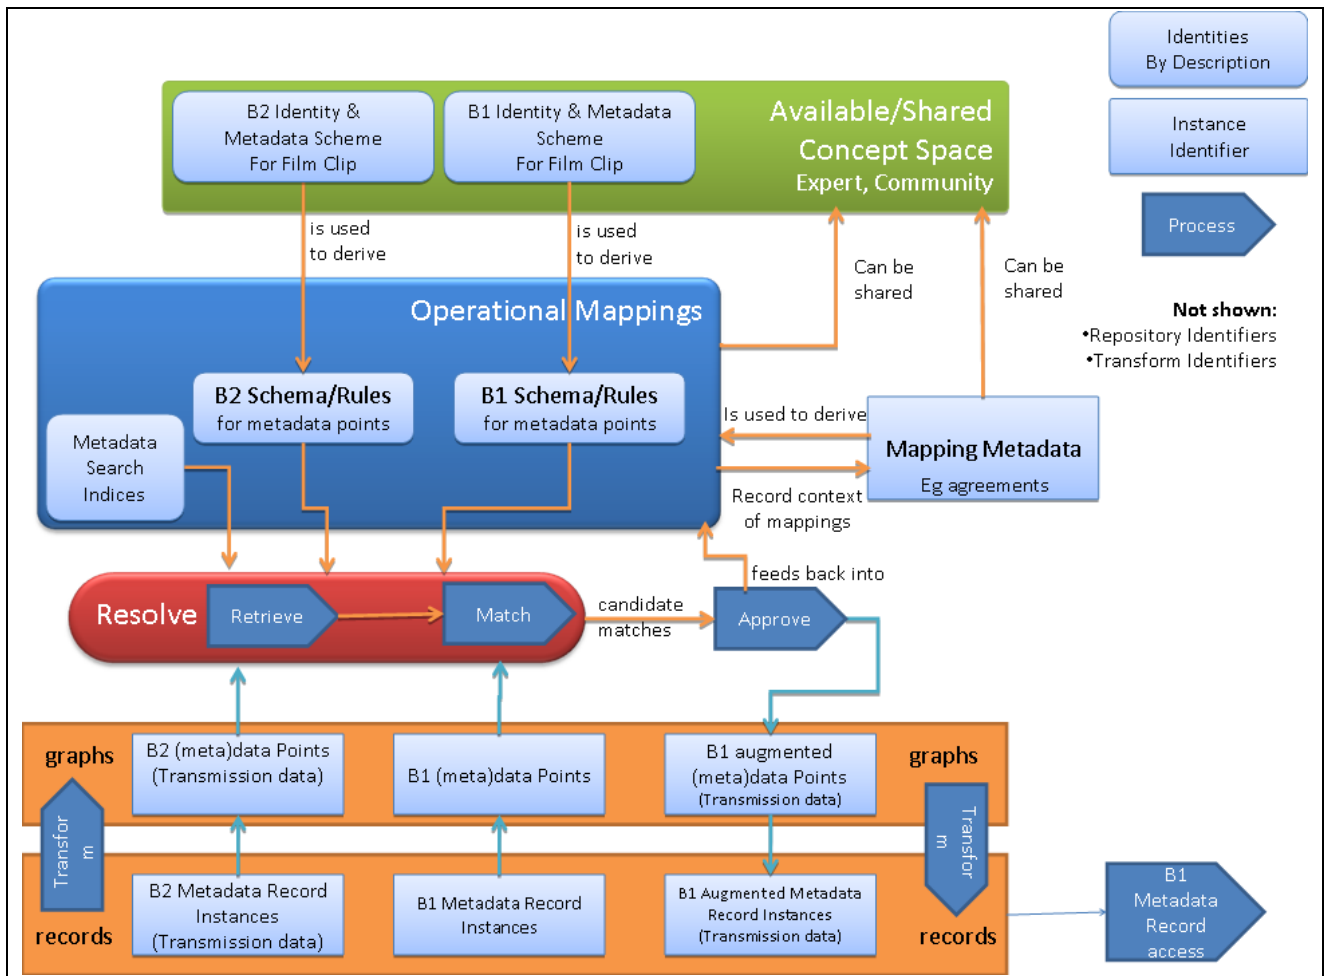 Identities
By Description
Instance
Identifier
Process
Not shown:
•Repository Identifiers
•Transform Identifiers
B2 Identity &
Metadata Scheme
For Film Clip
B1 Identity & Metadata
Scheme
For Film Clip
Available/Shared
Concept Space
Expert, Community
is used
to derive
is used
to derive
Can be
shared
Can be
shared
Operational Mappings
B2 Schema/Rules
for metadata points
B1 Schema/Rules
for metadata points
Metadata
Search
Indices
Is used to derive
Mapping Metadata
Eg agreements
Record context
of mappings
feeds back into
Resolve
Retrieve
Match
candidate
matches
Approve
graphs
B2 (meta)data Points
(Transmission data)
B1 (meta)data Points
B1 augmented
(meta)data Points
(Transmission data)
graphs
Transfor
m
Transfor
m
records
B2 Metadata Record
Instances
(Transmission data)
B1 Metadata Record
Instances
B1 Augmented Metadata
Record Instances
(Transmission data)
records
B1
Metadata
Record
access